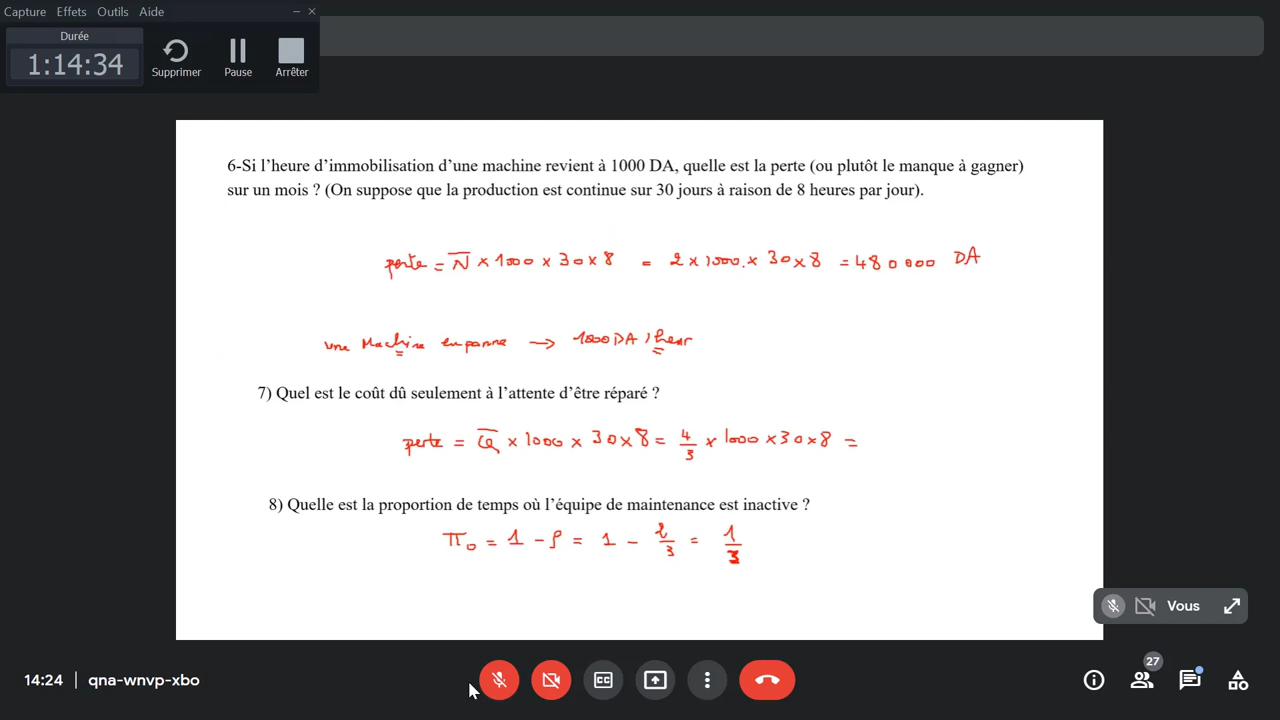 Capture Effets Outils Aide
Durée
1:14:34
Supprimer Pause Arrêter
6-Si l’heure d’immobilisation d’une machine revient à 1000 DA, quelle est la perte (ou plutôt le manque à gagner)
sur un mois ? (On suppose que la production est continue sur 30 jours à raison de 8 heures par jour).
perte = N̅ × 1000 × 30 × 8 = 2 × 1000 × 30 × 8 = 480 000 DA
une Machine en panne → 1000 DA / heur
7) Quel est le coût dû seulement à l’attente d’être réparé ?
perte = Q̅ × 1000 × 30 × 8 = 4/3 × 1000 × 30 × 8 =
8) Quelle est la proportion de temps où l’équipe de maintenance est inactive ?
Π₀ = 1 - ρ = 1 - 2/3 = 1/3
Vous
14:24 qna-wnvp-xbo
27